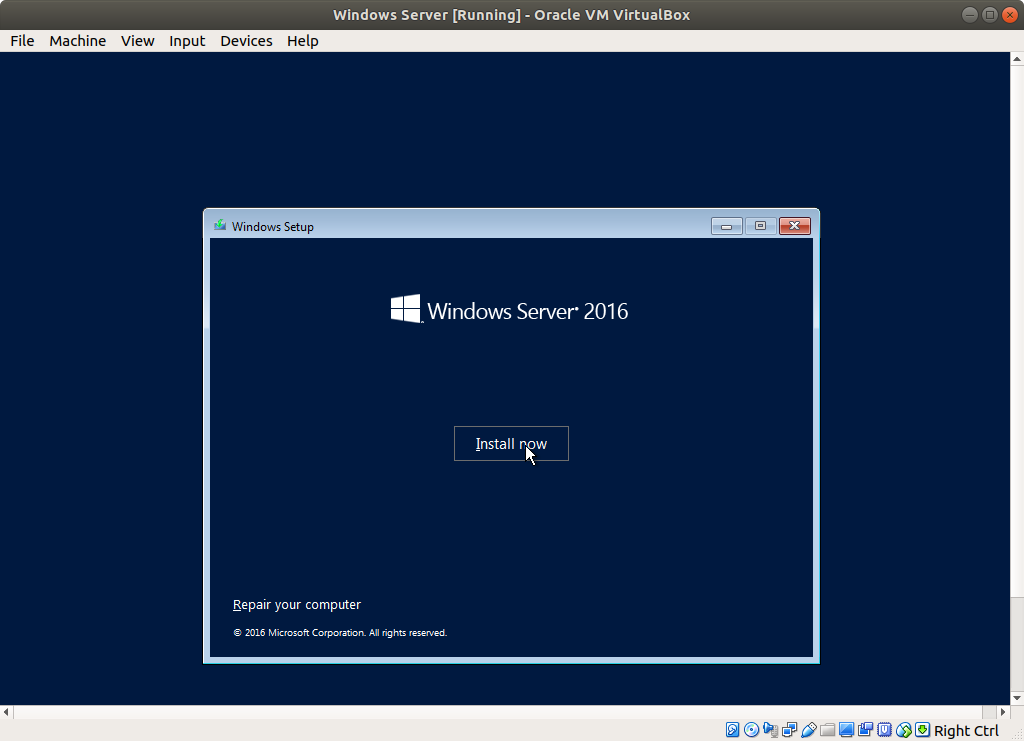 Windows Server [Running] - Oracle VM VirtualBox
File Machine View Input Devices Help
Windows Setup
Windows Server® 2016
Install now
Repair your computer
© 2016 Microsoft Corporation. All rights reserved.
Right Ctrl